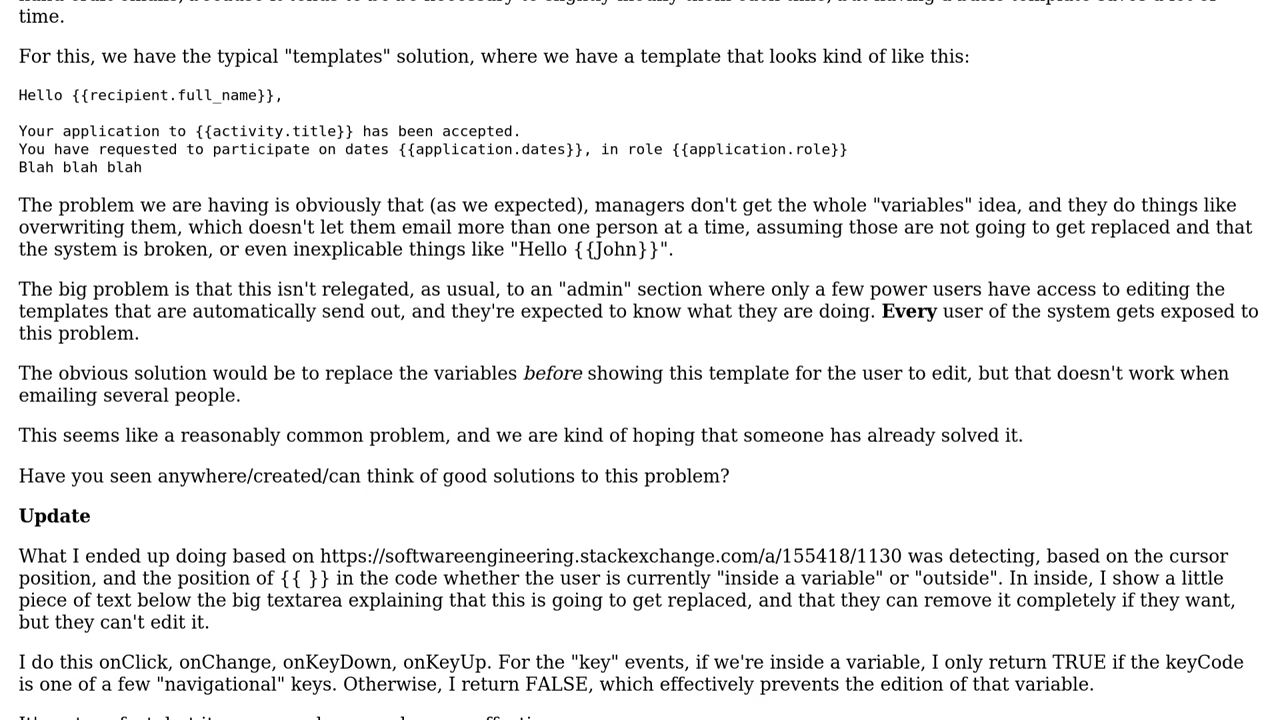 time.
For this, we have the typical "templates" solution, where we have a template that looks kind of like this:
Hello {{recipient.full_name}},
Your application to {{activity.title}} has been accepted.
You have requested to participate on dates {{application.dates}}, in role {{application.role}}
Blah blah blah
The problem we are having is obviously that (as we expected), managers don't get the whole "variables" idea, and they do things like
overwriting them, which doesn't let them email more than one person at a time, assuming those are not going to get replaced and that
the system is broken, or even inexplicable things like "Hello {{John}}".
The big problem is that this isn't relegated, as usual, to an "admin" section where only a few power users have access to editing the
templates that are automatically send out, and they're expected to know what they are doing. Every user of the system gets exposed to
this problem.
The obvious solution would be to replace the variables before showing this template for the user to edit, but that doesn't work when
emailing several people.
This seems like a reasonably common problem, and we are kind of hoping that someone has already solved it.
Have you seen anywhere/created/can think of good solutions to this problem?
Update
What I ended up doing based on https://softwareengineering.stackexchange.com/a/155418/1130 was detecting, based on the cursor
position, and the position of {{ }} in the code whether the user is currently "inside a variable" or "outside". In inside, I show a little
piece of text below the big textarea explaining that this is going to get replaced, and that they can remove it completely if they want,
but they can't edit it.
I do this onClick, onChange, onKeyDown, onKeyUp. For the "key" events, if we're inside a variable, I only return TRUE if the keyCode
is one of a few "navigational" keys. Otherwise, I return FALSE, which effectively prevents the edition of that variable.